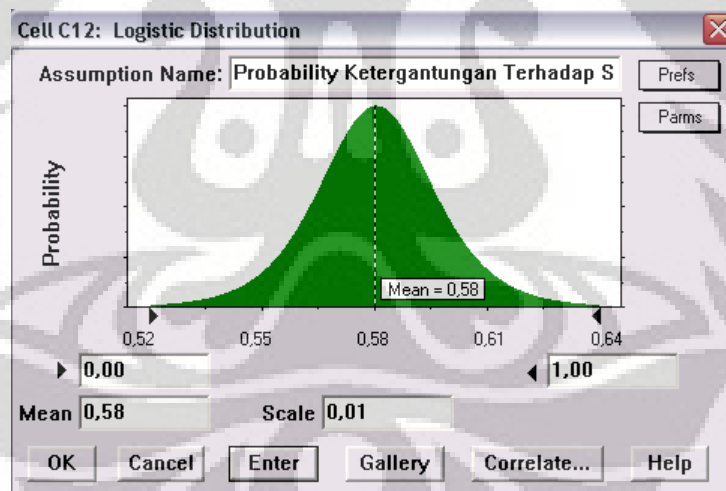 Cell C12: Logistic Distribution
Assumption Name: Probability Ketergantungan Terhadap S
Prefs
Parms
Probability
Mean = 0,58
0,52 0,55 0,58 0,61 0,64
0,00 1,00
Mean 0,58 Scale 0,01
OK Cancel Enter Gallery Correlate... Help